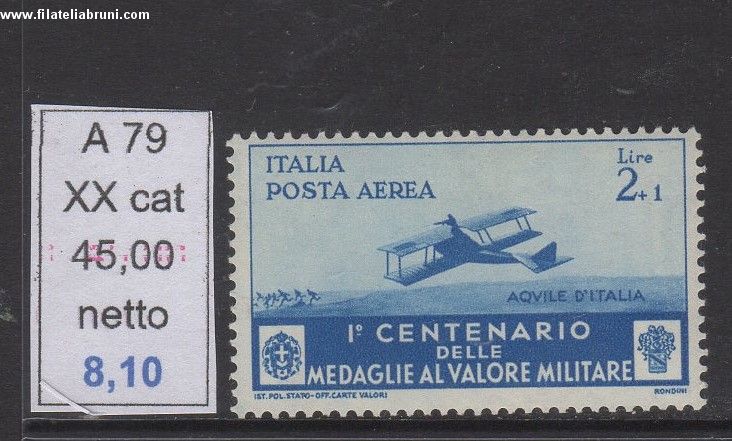 www.filateliabruni.com
A 79
XX cat
45,00
netto
8,10
ITALIA
POSTA AEREA
Lire
2+1
AQVILE D'ITALIA
I° CENTENARIO
DELLE
MEDAGLIE AL VALORE MILITARE
IST. POL. STATO-OFF. CARTE VALORI
RONDINI